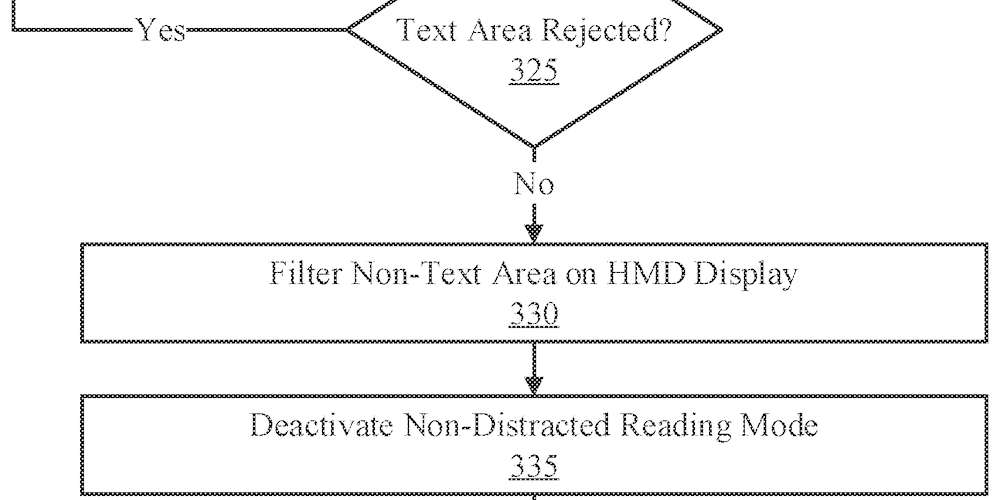 Yes
Text Area Rejected?
325
No
Filter Non-Text Area on HMD Display
330
Deactivate Non-Distracted Reading Mode
335